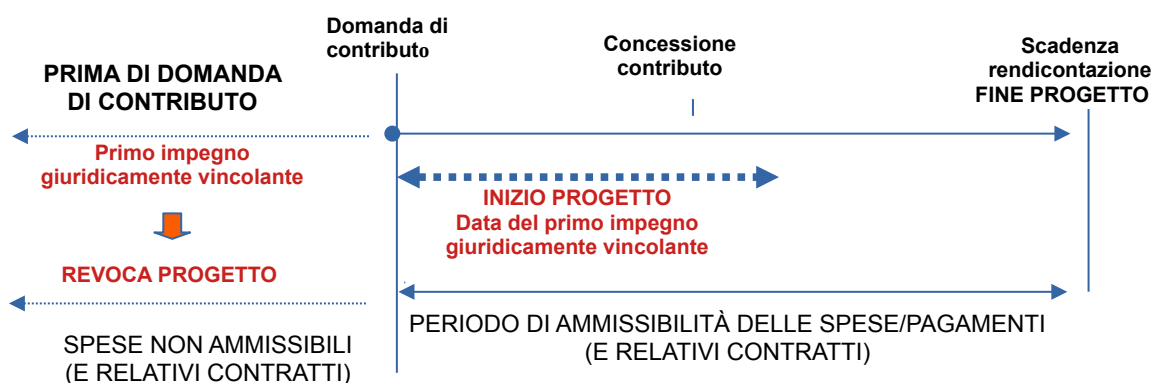 Domanda di
contributo
Concessione
contributo
Scadenza
rendicontazione
FINE PROGETTO
PRIMA DI DOMANDA
DI CONTRIBUTO
Primo impegno
giuridicamente vincolante
REVOCA PROGETTO
INIZIO PROGETTO
Data del primo impegno
giuridicamente vincolante
SPESE NON AMMISSIBILI
(E RELATIVI CONTRATTI)
PERIODO DI AMMISSIBILITÀ DELLE SPESE/PAGAMENTI
(E RELATIVI CONTRATTI)